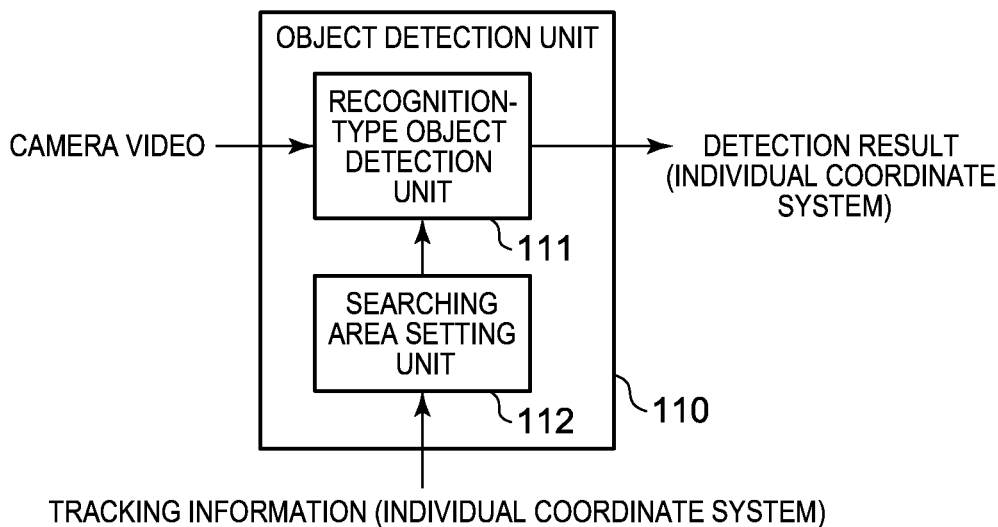 OBJECT DETECTION UNIT
RECOGNITION-
TYPE OBJECT
DETECTION
UNIT
111
CAMERA VIDEO
DETECTION RESULT
(INDIVIDUAL COORDINATE
SYSTEM)
SEARCHING
AREA SETTING
UNIT
112
110
TRACKING INFORMATION (INDIVIDUAL COORDINATE SYSTEM)